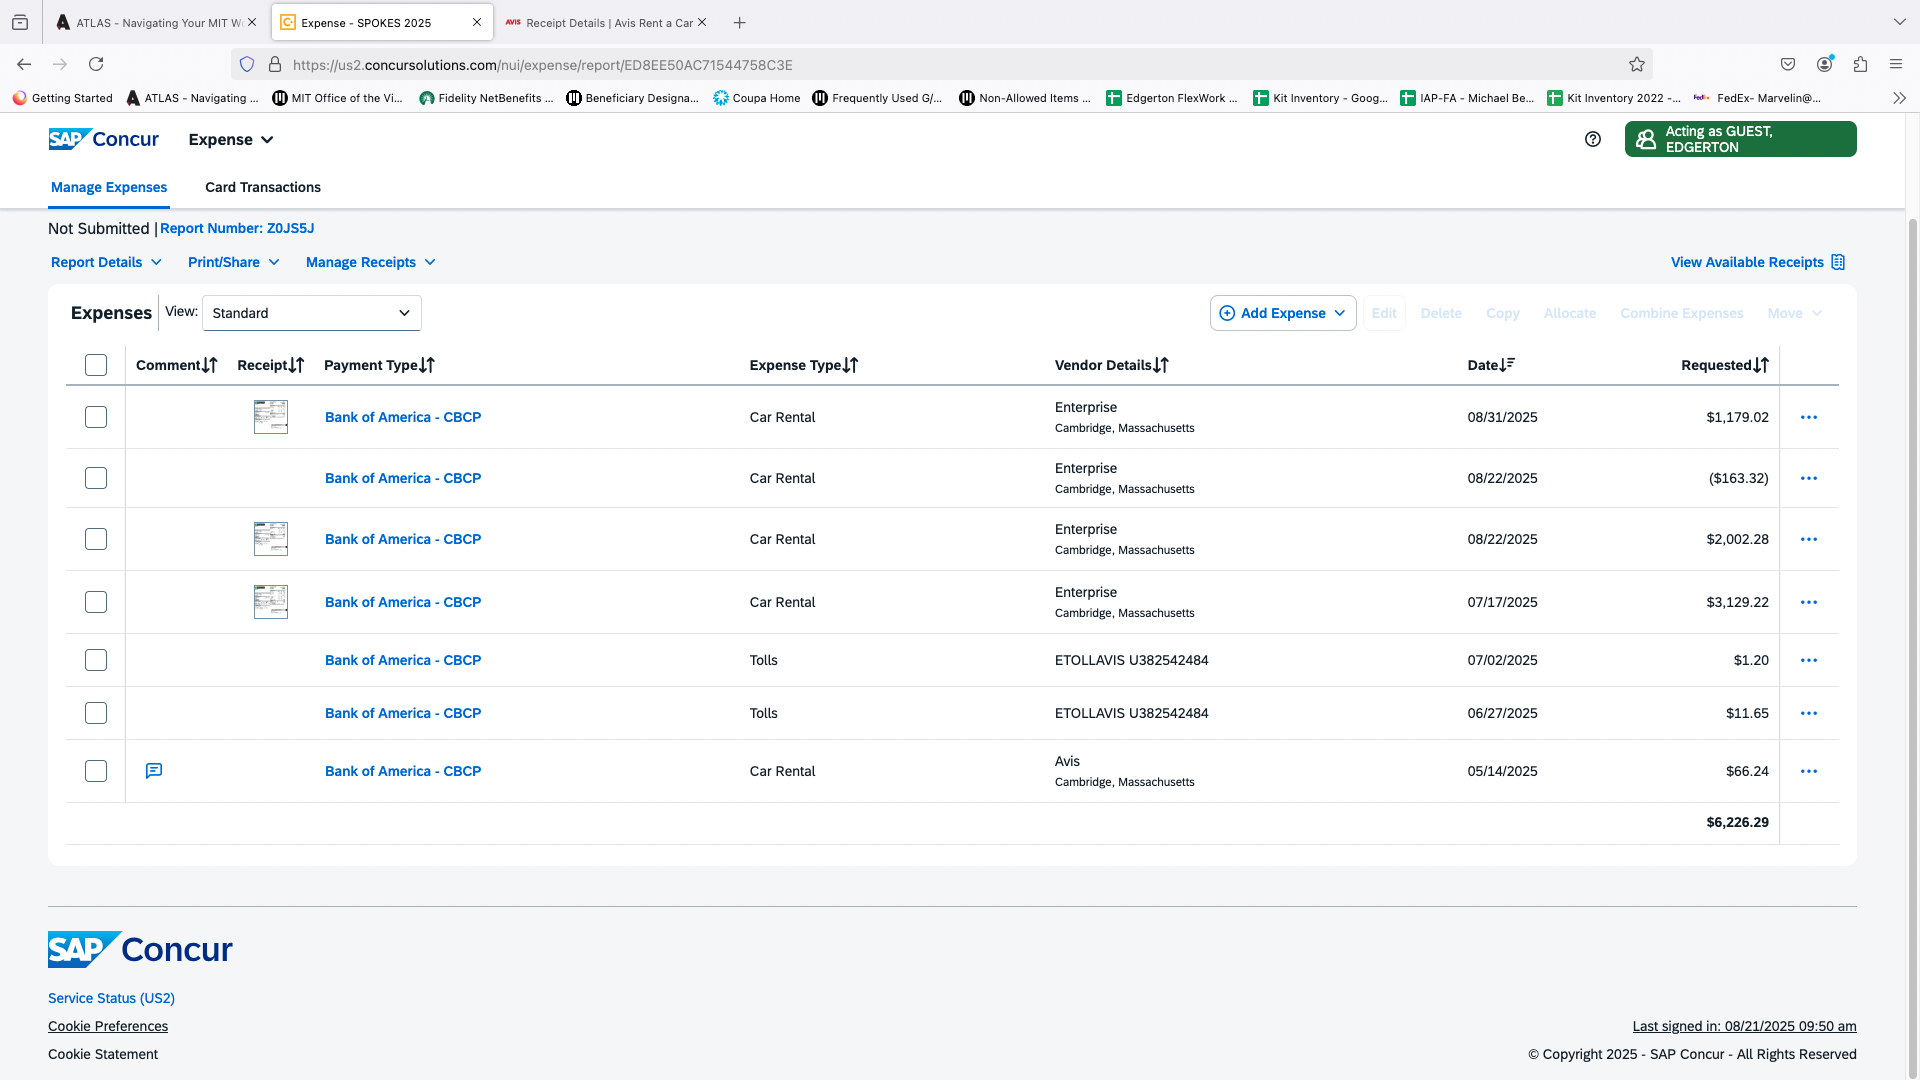 ATLAS - Navigating Your MIT W
Expense - SPOKES 2025
AVIS Receipt Details | Avis Rent a Car
https://us2.concursolutions.com/nui/expense/report/ED8EE50AC71544758C3E
Getting Started
ATLAS - Navigating ...
MIT Office of the Vi...
Fidelity NetBenefits ...
Beneficiary Designa...
Coupa Home
Frequently Used G/...
Non-Allowed Items ...
Edgerton FlexWork ...
Kit Inventory - Goog...
IAP-FA - Michael Be...
Kit Inventory 2022 -...
FedEx FedEx- Marvelin@...
SAP Concur
Expense
Acting as GUEST,
EDGERTON
Manage Expenses
Card Transactions
Not Submitted | Report Number: Z0JS5J
Report Details
Print/Share
Manage Receipts
View Available Receipts
Expenses View: Standard
Add Expense Edit Delete Copy Allocate Combine Expenses Move
Comment Receipt Payment Type Expense Type Vendor Details Date Requested
Bank of America - CBCP Car Rental Enterprise 08/31/2025 $1,179.02
Cambridge, Massachusetts
Bank of America - CBCP Car Rental Enterprise 08/22/2025 ($163.32)
Cambridge, Massachusetts
Bank of America - CBCP Car Rental Enterprise 08/22/2025 $2,002.28
Cambridge, Massachusetts
Bank of America - CBCP Car Rental Enterprise 07/17/2025 $3,129.22
Cambridge, Massachusetts
Bank of America - CBCP Tolls ETOLLAVIS U382542484 07/02/2025 $1.20
Bank of America - CBCP Tolls ETOLLAVIS U382542484 06/27/2025 $11.65
Bank of America - CBCP Car Rental Avis 05/14/2025 $66.24
Cambridge, Massachusetts
$6,226.29
SAP Concur
Service Status (US2)
Cookie Preferences
Last signed in: 08/21/2025 09:50 am
Cookie Statement
© Copyright 2025 - SAP Concur - All Rights Reserved